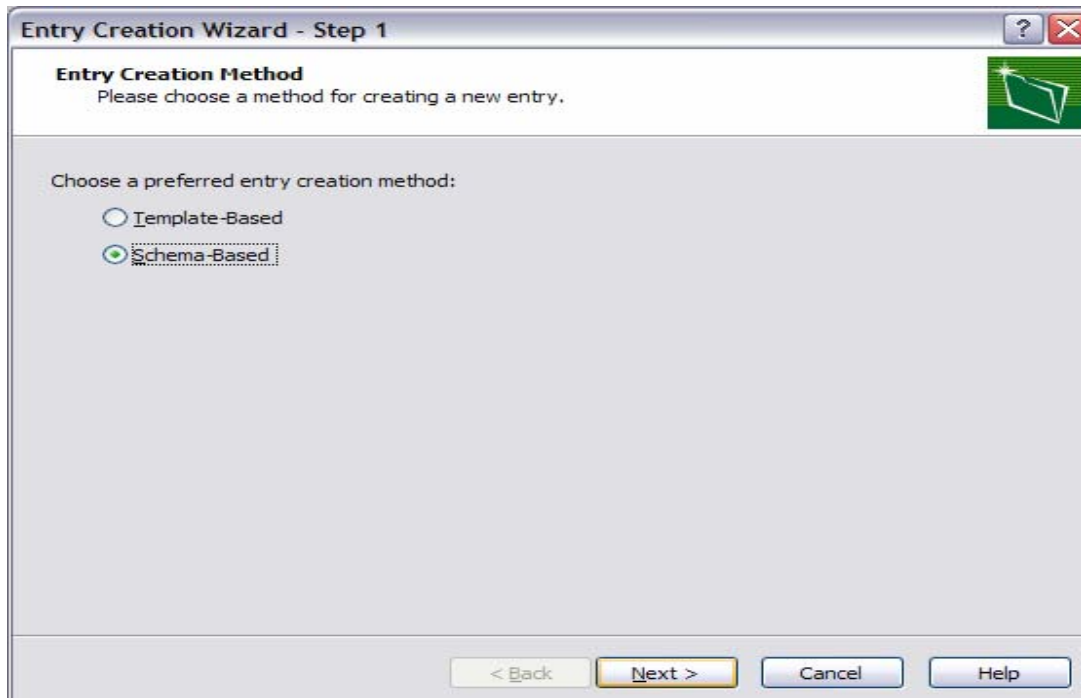 Entry Creation Wizard - Step 1
Entry Creation Method
Please choose a method for creating a new entry.
Choose a preferred entry creation method:
Template-Based
Schema-Based
< Back Next > Cancel Help